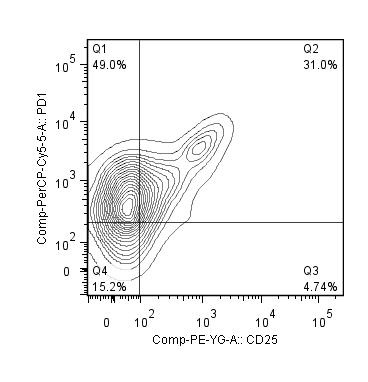 Q1
49.0%
Q2
31.0%
10^5
10^4
10^3
10^2
0
Comp-PerCP-Cy5-5-A:: PD1
Q4
15.2%
Q3
4.74%
0
10^2
10^3
10^4
10^5
Comp-PE-YG-A:: CD25